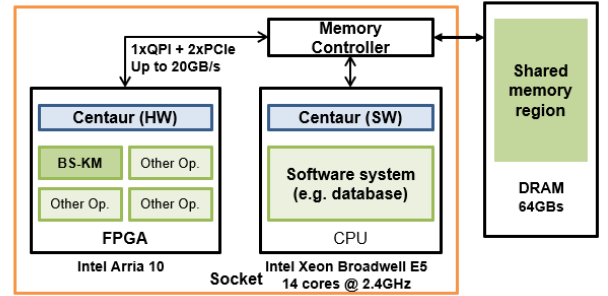 1xQPI + 2xPCIe
Up to 20GB/s
Memory
Controller
Centaur (HW)
BS-KM
Other Op.
Other Op.
Other Op.
FPGA
Intel Arria 10
Centaur (SW)
Software system
(e.g. database)
CPU
Intel Xeon Broadwell E5
14 cores @ 2.4GHz
Socket
Shared
memory
region
DRAM
64GBs